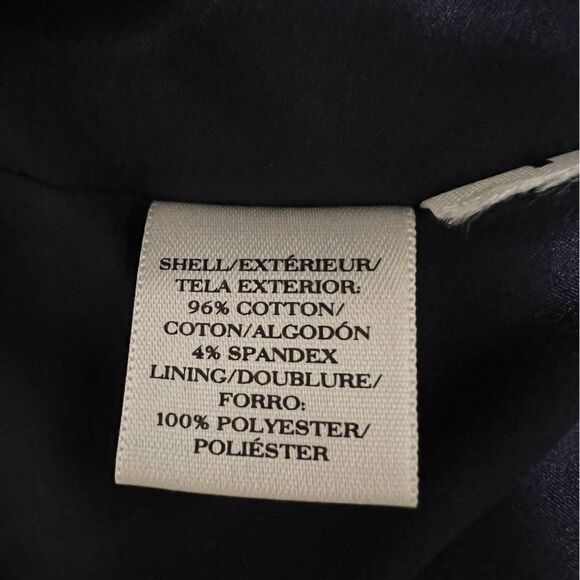 SHELL/EXTÉRIEUR/
TELA EXTERIOR:
96% COTTON/
COTON/ALGODÓN
4% SPANDEX
LINING/DOUBLURE/
FORRO:
100% POLYESTER/
POLIÉSTER